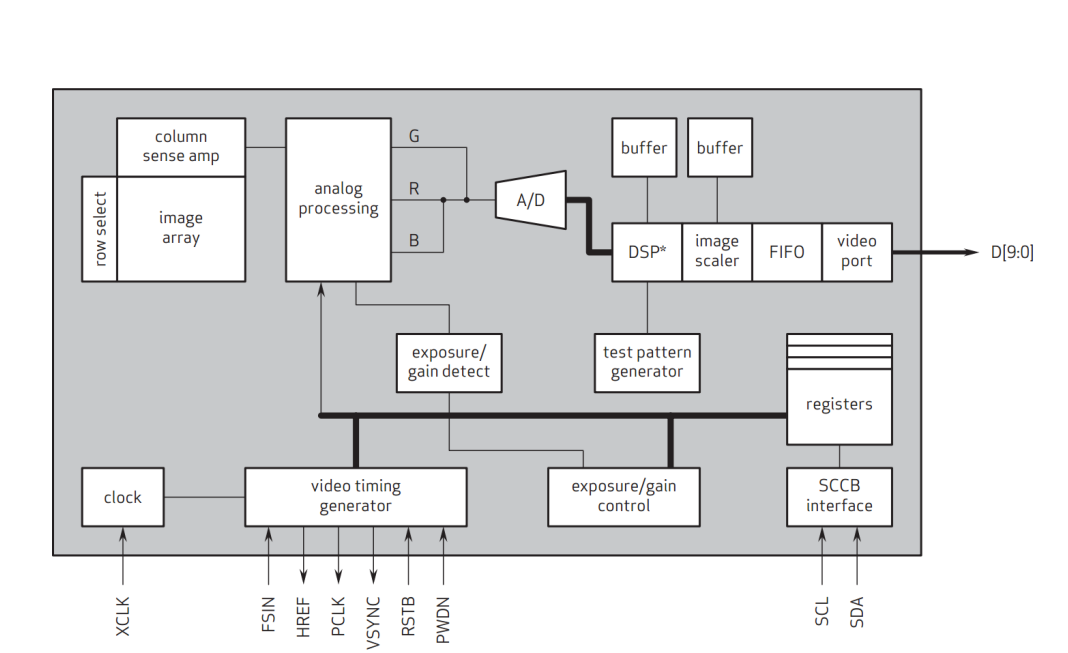 column
sense amp
row select
image
array
analog
processing
G
R
B
A/D
buffer
buffer
DSP*
image
scaler
FIFO
video
port
D[9:0]
exposure/
gain detect
test pattern
generator
registers
clock
video timing
generator
exposure/gain
control
SCCB
interface
XCLK
FSIN
HREF
PCLK
VSYNC
RSTB
PWDN
SCL
SDA